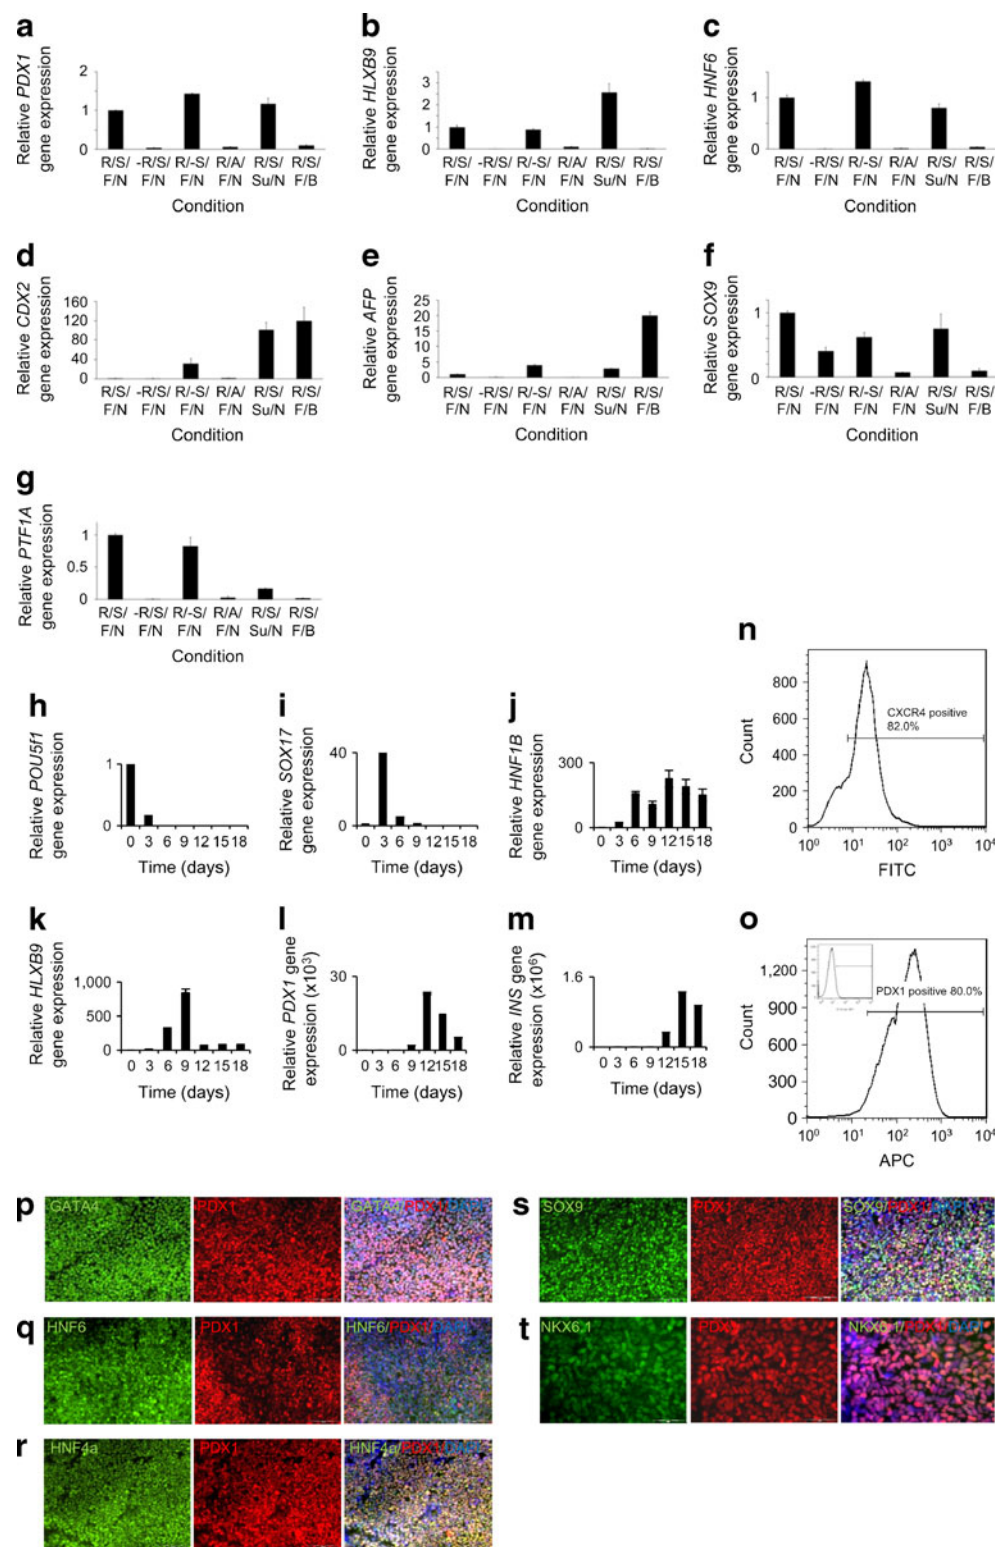 a
Relative PDX1
gene expression
2
1
0
R/S/ -R/S/ R/-S/ R/A/ R/S/ R/S/
F/N F/N F/N F/N Su/N F/B
Condition
b
Relative HLXB9
gene expression
3
2
1
0
R/S/ -R/S/ R/-S/ R/A/ R/S/ R/S/
F/N F/N F/N F/N Su/N F/B
Condition
c
Relative HNF6
gene expression
1
0
R/S/ -R/S/ R/-S/ R/A/ R/S/ R/S/
F/N F/N F/N F/N Su/N F/B
Condition
d
Relative CDX2
gene expression
160
120
80
40
0
R/S/ -R/S/ R/-S/ R/A/ R/S/ R/S/
F/N F/N F/N F/N Su/N F/B
Condition
e
Relative AFP
gene expression
25
20
15
10
5
0
R/S/ -R/S/ R/-S/ R/A/ R/S/ R/S/
F/N F/N F/N F/N Su/N F/B
Condition
f
Relative SOX9
gene expression
1
0
R/S/ -R/S/ R/-S/ R/A/ R/S/ R/S/
F/N F/N F/N F/N Su/N F/B
Condition
g
Relative PTF1A
gene expression
1
0.5
0
R/S/ -R/S/ R/-S/ R/A/ R/S/ R/S/
F/N F/N F/N F/N Su/N F/B
Condition
h
Relative POU5f1
gene expression
1
0
0 3 6 9 12 15 18
Time (days)
i
Relative SOX17
gene expression
40
0
0 3 6 9 12 15 18
Time (days)
j
Relative HNF1B
gene expression
300
0
0 3 6 9 12 15 18
Time (days)
n
Count
800
600
400
200
0
CXCR4 positive
82.0%
10⁰ 10¹ 10² 10³ 10⁴
FITC
k
Relative HLXB9
gene expression
1,000
500
0
0 3 6 9 12 15 18
Time (days)
l
Relative PDX1 gene
expression (x10³)
30
0
0 3 6 9 12 15 18
Time (days)
m
Relative INS gene
expression (x10⁶)
1.6
0
0 3 6 9 12 15 18
Time (days)
o
Count
1,200
900
600
300
0
PDX1 positive 80.0%
10⁰ 10¹ 10² 10³ 10⁴
APC
p
GATA4
PDX1
GATA4/PDX1/DAPI
q
HNF6
PDX1
HNF6/PDX1/DAPI
r
HNF4a
PDX1
HNF4a/PDX1/DAPI
s
SOX9
PDX1
SOX9/PDX1/DAPI
t
NKX6.1
PDX1
NKX6.1/PDX1/DAPI